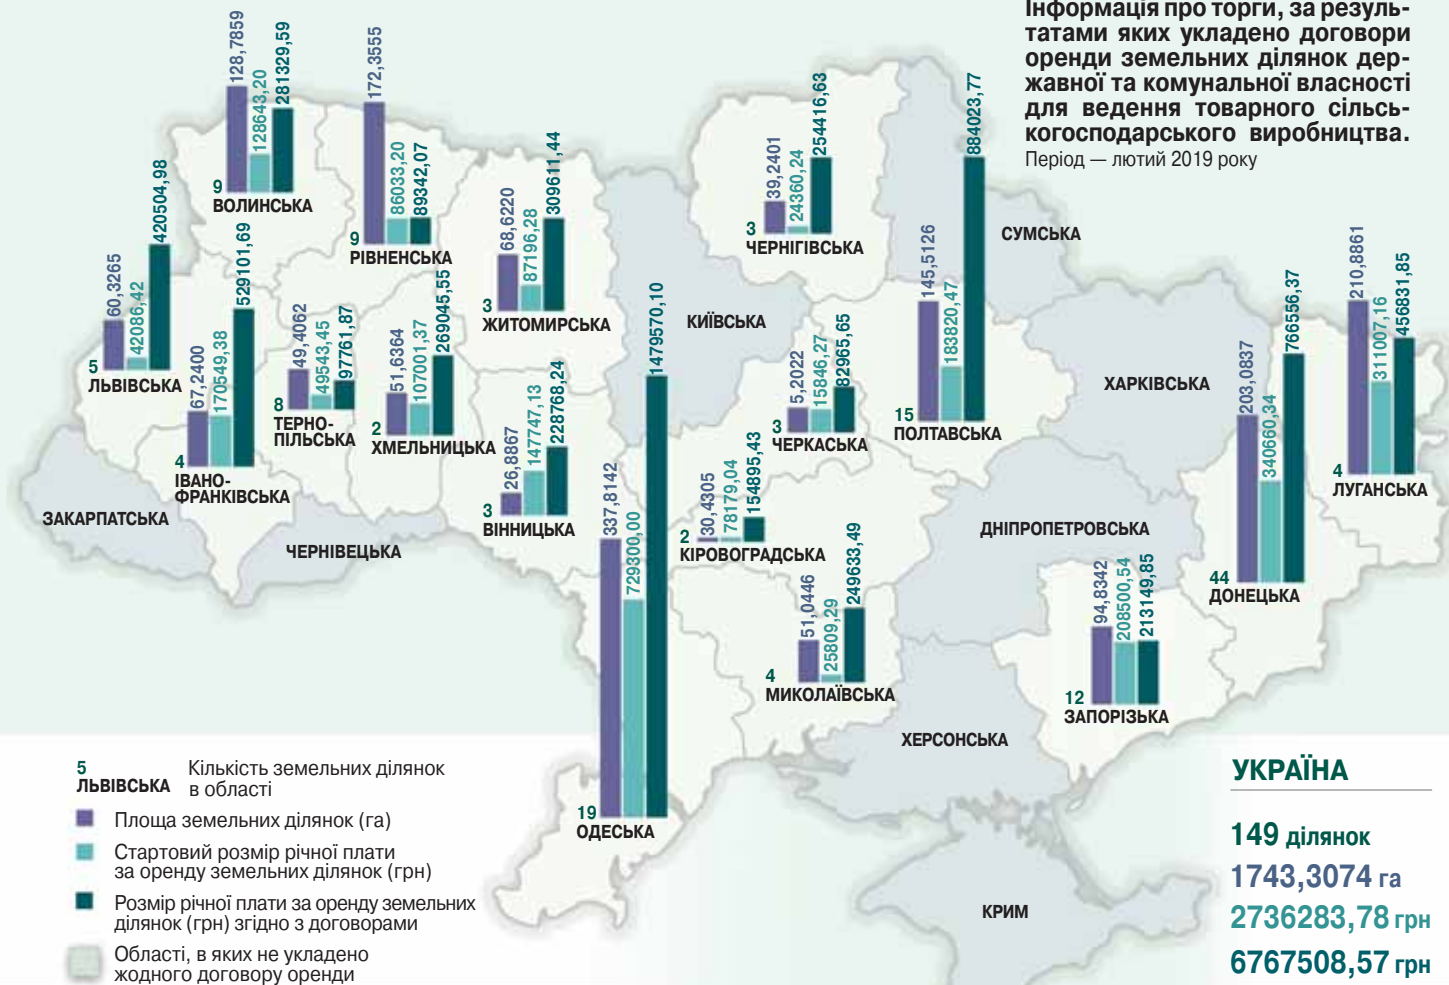 Інформація про торги, за резуль-
татами яких укладено договори
оренди земельних ділянок дер-
жавної та комунальної власності
для ведення товарного сільсь-
когосподарського виробництва.
Період — лютий 2019 року
128,7859
128643,20
281329,59
9
ВОЛИНСЬКА
172,3555
86033,20
89342,07
9
РІВНЕНСЬКА
68,6220
87196,28
309611,44
3
ЖИТОМИРСЬКА
39,2401
24360,24
254416,63
3
ЧЕРНІГІВСЬКА
145,5126
183820,47
884023,77
15
ПОЛТАВСЬКА
СУМСЬКА
60,3265
42086,42
420504,98
5
ЛЬВІВСЬКА
67,2400
170549,38
529101,69
4
ІВАНО-
ФРАНКІВСЬКА
49,4062
49543,45
97761,87
8
ТЕРНО-
ПІЛЬСЬКА
51,6364
107001,37
269045,55
2
ХМЕЛЬНИЦЬКА
26,8867
147747,13
228768,24
3
ВІННИЦЬКА
КИЇВСЬКА
5,2022
15846,27
82965,65
3
ЧЕРКАСЬКА
ХАРКІВСЬКА
210,8861
311007,16
456831,85
4
ЛУГАНСЬКА
203,0837
340660,34
766556,37
44
ДОНЕЦЬКА
ЗАКАРПАТСЬКА
ЧЕРНІВЕЦЬКА
337,8142
729300,00
1479570,10
19
ОДЕСЬКА
30,4305
78179,04
154895,43
2
КІРОВОГРАДСЬКА
ДНІПРОПЕТРОВСЬКА
51,0446
25809,29
249633,49
4
МИКОЛАЇВСЬКА
94,8342
208500,54
213149,85
12
ЗАПОРІЗЬКА
ХЕРСОНСЬКА
КРИМ
5
ЛЬВІВСЬКА
Кількість земельних ділянок
в області
Площа земельних ділянок (га)
Стартовий розмір річної плати
за оренду земельних ділянок (грн)
Розмір річної плати за оренду земельних
ділянок (грн) згідно з договорами
Області, в яких не укладено
жодного договору оренди
УКРАЇНА
149 ділянок
1743,3074 га
2736283,78 грн
6767508,57 грн